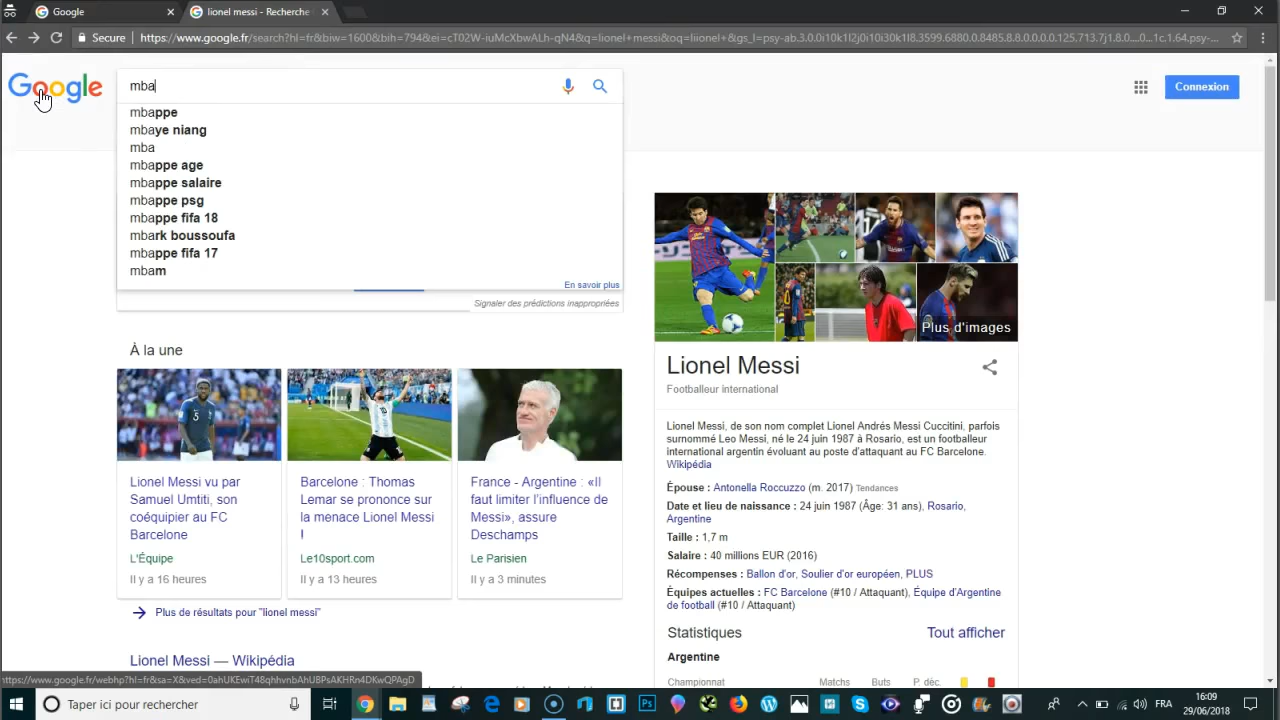 Google
lionel messi - Recherche
Secure
https://www.google.fr/search?hl=fr&biw=1600&bih=794&ei=cT02W-iuMcXbwALh-qN4&q=lionel+messi&oq=lionel+&gs_l=psy-ab.3.0.0i10k1l2j0i10i30k1l8.3599.6880.0.8485.8.8.0.0.0.0.125.713.7j1.8.0....0...1c.1.64.psy-...
Google
mba
Connexion
mbappe
mbaye niang
mba
mbappe age
mbappe salaire
mbappe psg
mbappe fifa 18
mbark boussoufa
mbappe fifa 17
mbam
En savoir plus
Signaler des prédictions inappropriées
À la une
Lionel Messi vu par
Samuel Umtiti, son
coéquipier au FC
Barcelone
L'Équipe
Il y a 16 heures
Barcelone : Thomas
Lemar se prononce sur
la menace Lionel Messi
!
Le10sport.com
Il y a 13 heures
France - Argentine : «Il
faut limiter l'influence de
Messi», assure
Deschamps
Le Parisien
Il y a 3 minutes
Plus de résultats pour "lionel messi"
Lionel Messi — Wikipédia
Plus d'images
Lionel Messi
Footballeur international
Lionel Messi, de son nom complet Lionel Andrés Messi Cuccitini, parfois
surnommé Leo Messi, né le 24 juin 1987 à Rosario, est un footballeur
international argentin évoluant au poste d'attaquant au FC Barcelone.
Wikipédia
Épouse : Antonella Roccuzzo (m. 2017) Tendances
Date et lieu de naissance : 24 juin 1987 (Âge: 31 ans), Rosario,
Argentine
Taille : 1,7 m
Salaire : 40 millions EUR (2016)
Récompenses : Ballon d'or, Soulier d'or européen, PLUS
Équipes actuelles : FC Barcelone (#10 / Attaquant), Équipe d'Argentine
de football (#10 / Attaquant)
Statistiques
Tout afficher
Argentine
Championnat Matchs Buts P. déc.
https://www.google.fr/webhp?hl=fr&sa=X&ved=0ahUKEwiT48qhhvnbAhUBPsAKHRn4DKwQPAgD
Taper ici pour rechercher
FRA
16:09
29/06/2018